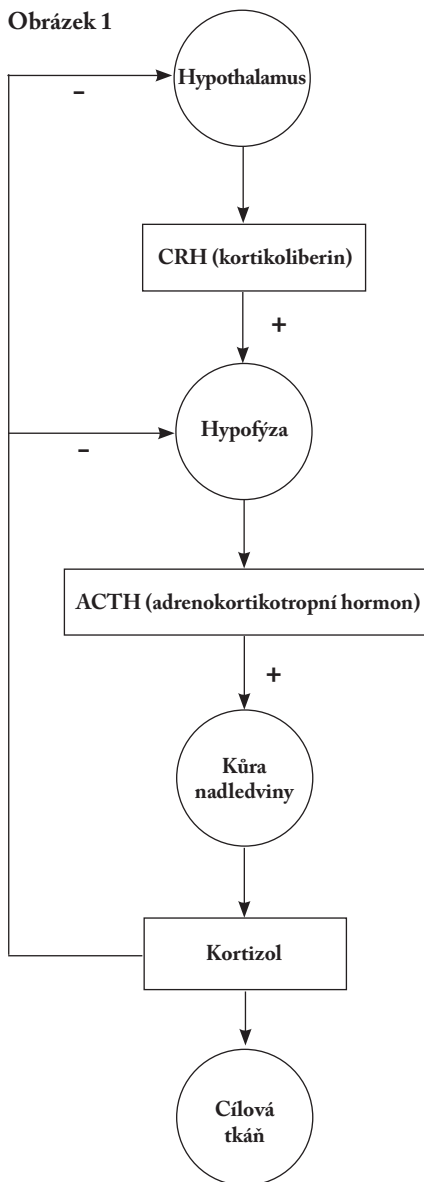 Obrázek 1
Hypothalamus
–
CRH (kortikoliberin)
+
Hypofýza
–
ACTH (adrenokortikotropní hormon)
+
Kůra
nadledviny
Kortizol
Cílová
tkáň